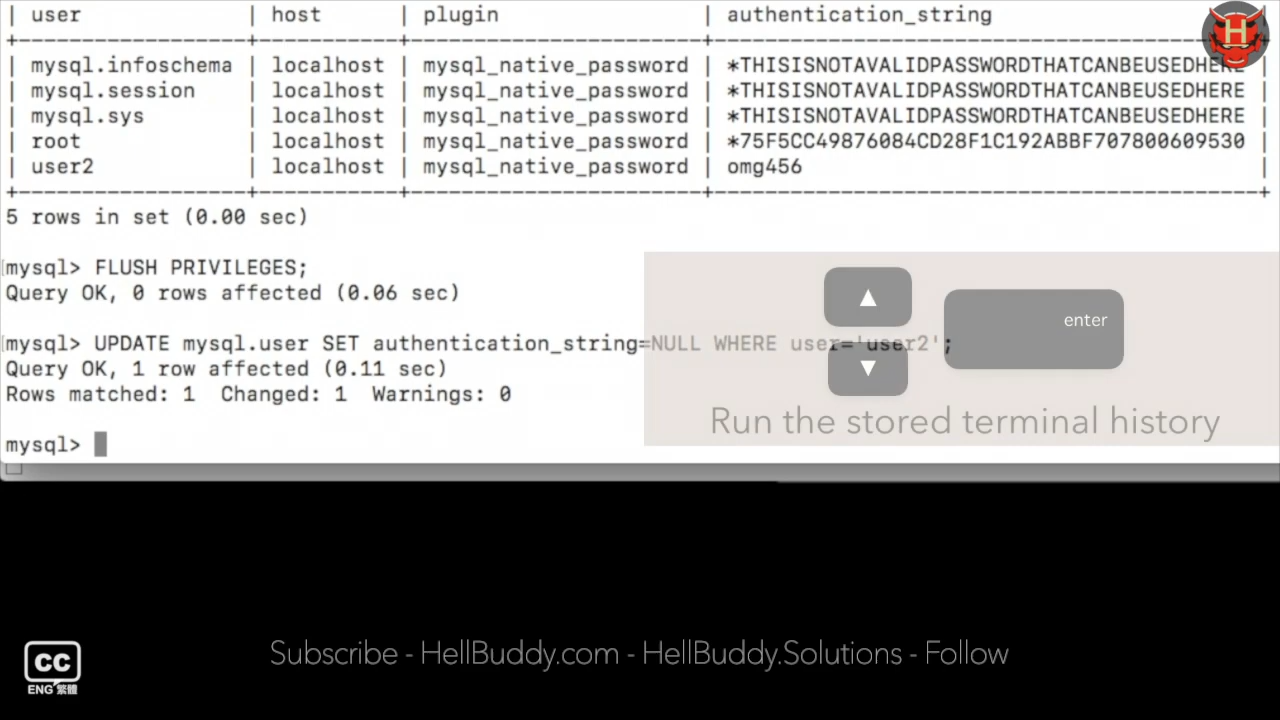 | user | host | plugin | authentication_string
+------------------+-----------+-----------------------+-------------------------------------------+
| mysql.infoschema | localhost | mysql_native_password | *THISISNOTAVALIDPASSWORDTHATCANBEUSEDHERE
| mysql.session | localhost | mysql_native_password | *THISISNOTAVALIDPASSWORDTHATCANBEUSEDHERE |
| mysql.sys | localhost | mysql_native_password | *THISISNOTAVALIDPASSWORDTHATCANBEUSEDHERE |
| root | localhost | mysql_native_password | *75F5CC49876084CD28F1C192ABBF707800609530 |
| user2 | localhost | mysql_native_password | omg456 |
+------------------+-----------+-----------------------+-------------------------------------------+
5 rows in set (0.00 sec)
mysql> FLUSH PRIVILEGES;
Query OK, 0 rows affected (0.06 sec)
mysql> UPDATE mysql.user SET authentication_string=NULL WHERE user='user2';
Query OK, 1 row affected (0.11 sec)
Rows matched: 1 Changed: 1 Warnings: 0
mysql>
▲
enter
▼
Run the stored terminal history
H
Subscribe - HellBuddy.com - HellBuddy.Solutions - Follow
CC
ENG 繁體